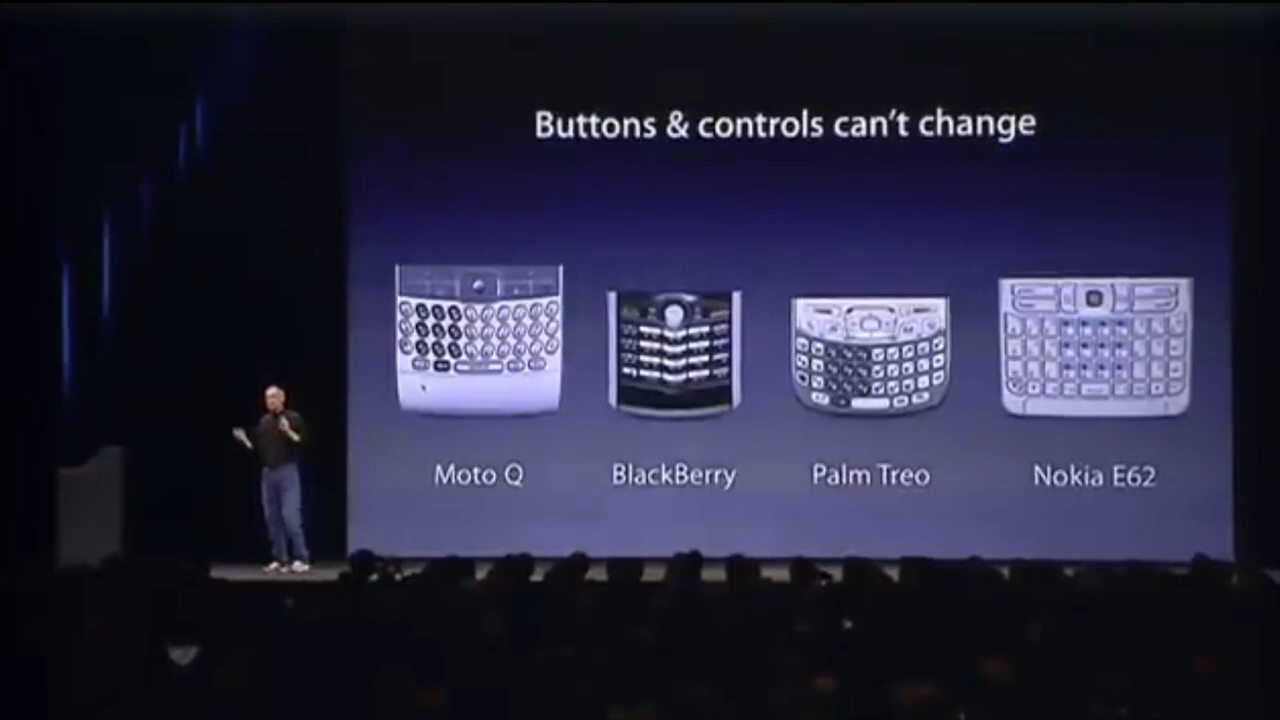 Buttons & controls can't change
Moto Q
BlackBerry
Palm Treo
Nokia E62